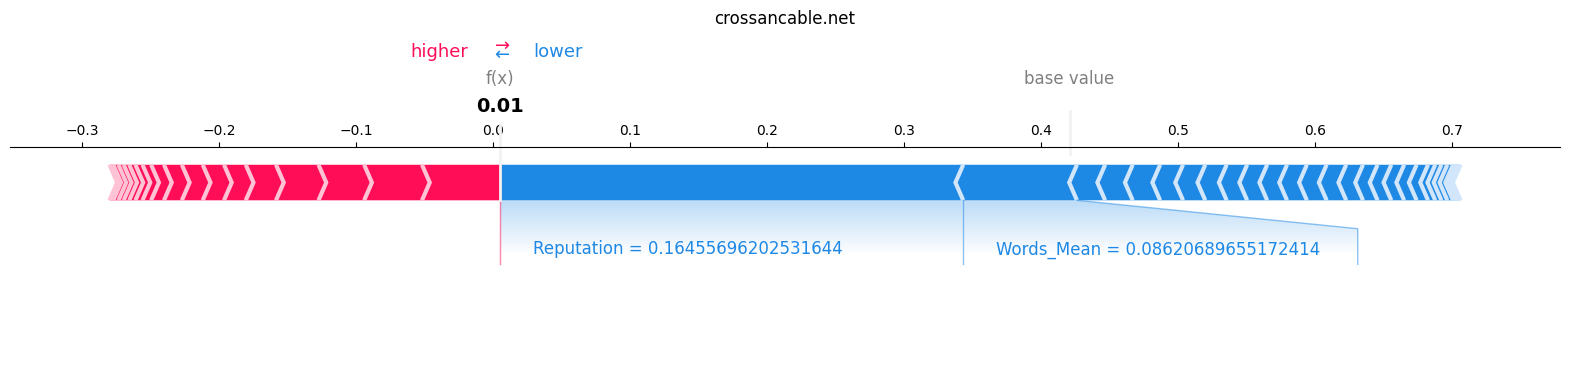 crossancable.net
higher ⇄ lower
f(x) base value
0.01
−0.3 −0.2 −0.1 0.0 0.1 0.2 0.3 0.4 0.5 0.6 0.7
Reputation = 0.16455696202531644 Words_Mean = 0.08620689655172414